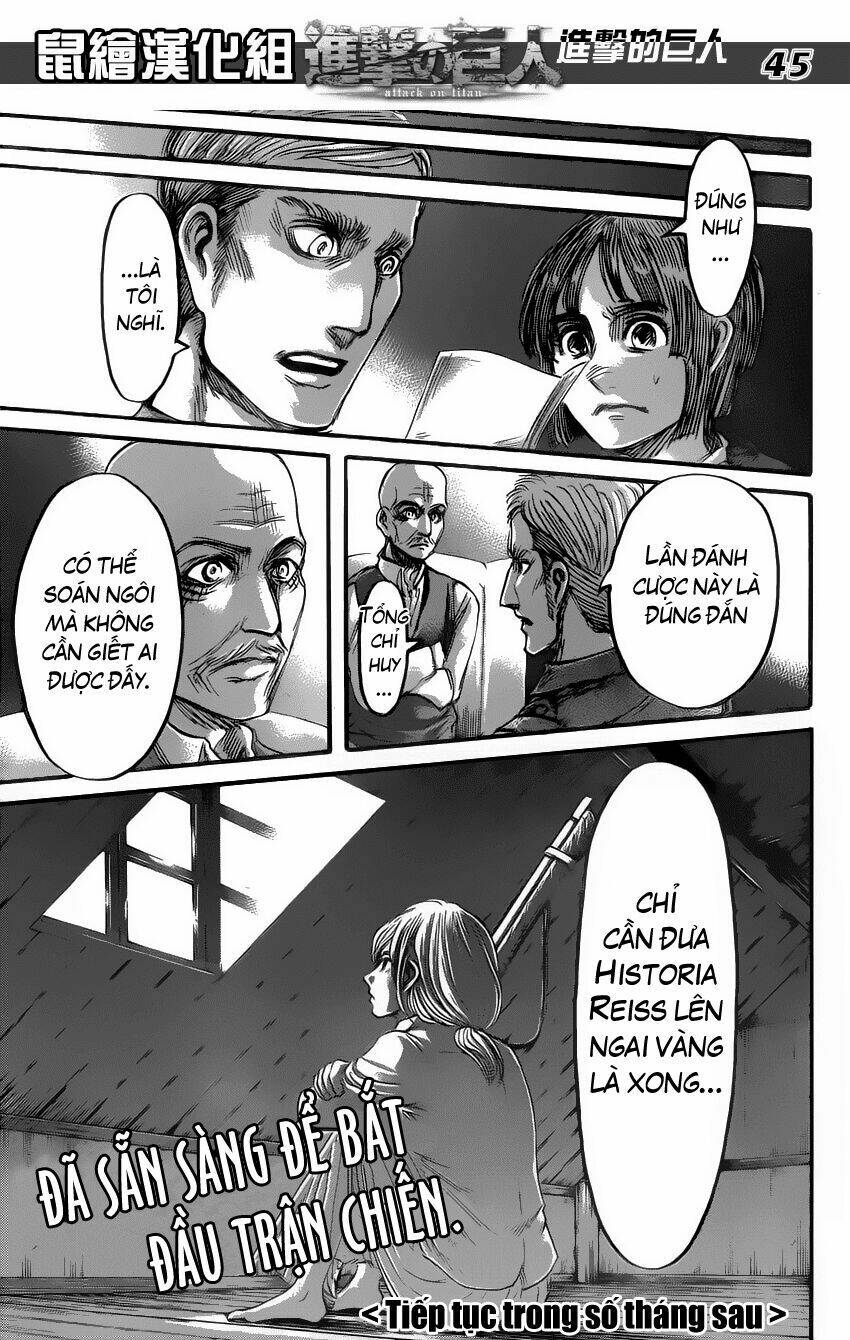 鼠繪漢化組
進撃の巨人
attack on titan
進擊的巨人
45
ĐÚNG
NHƯ
...
...LÀ
TÔI
NGHĨ.
LẦN ĐÁNH
CƯỢC NÀY LÀ
ĐÚNG ĐẮN
TỔNG
CHỈ
HUY
...
CÓ THỂ
SOÁN NGÔI
MÀ KHÔNG
CẦN GIẾT AI
ĐƯỢC ĐẤY.
CHỈ
CẦN ĐƯA
HISTORIA
REISS LÊN
NGAI VÀNG
LÀ XONG...
ĐÃ SẴN SÀNG ĐỂ BẮT
ĐẦU TRẬN CHIẾN.
< Tiếp tục trong số tháng sau >